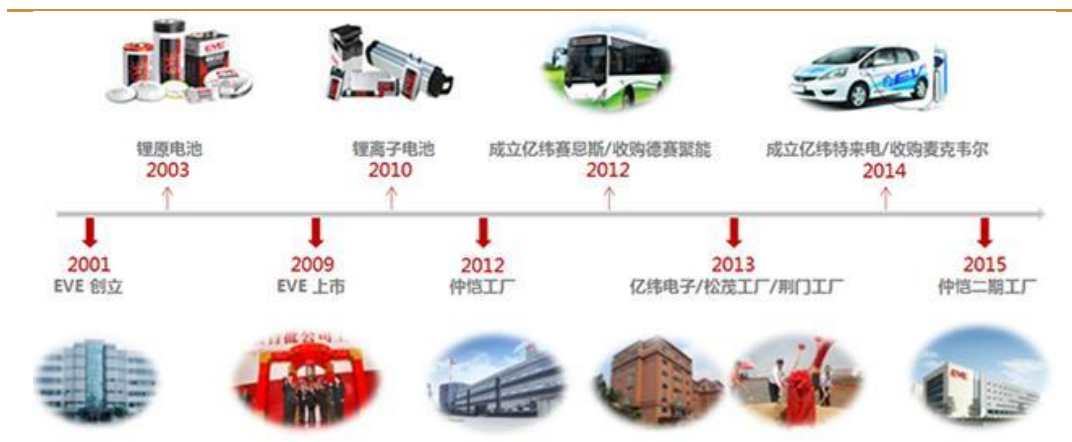 锂原电池
2003
锂离子电池
2010
成立亿纬赛恩斯/收购德赛聚能
2012
成立亿纬特来电/收购麦克韦尔
2014
2001
EVE 创立
2009
EVE 上市
2012
仲恺工厂
2013
亿纬电子/松茂工厂/荆门工厂
2015
仲恺二期工厂
EVE
EVE
EVE